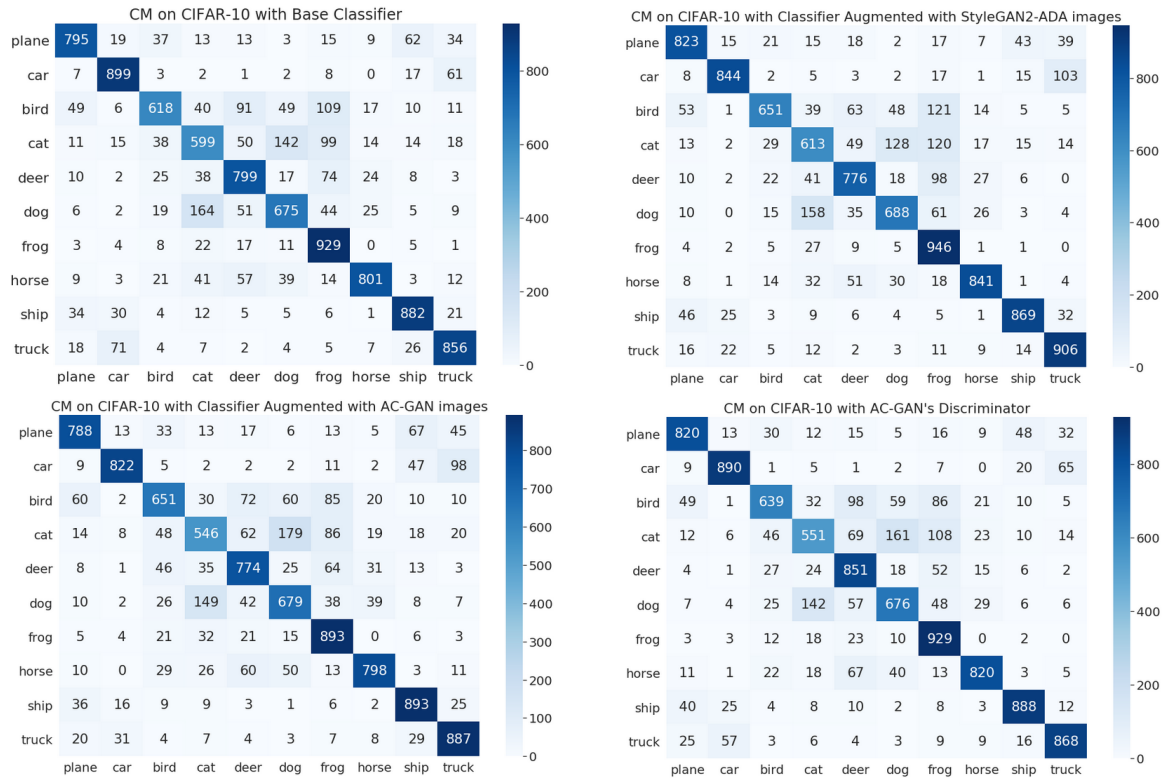 CM on CIFAR-10 with Base Classifier
plane 795 19 37 13 13 3 15 9 62 34
car 7 899 3 2 1 2 8 0 17 61
bird 49 6 618 40 91 49 109 17 10 11
cat 11 15 38 599 50 142 99 14 14 18
deer 10 2 25 38 799 17 74 24 8 3
dog 6 2 19 164 51 675 44 25 5 9
frog 3 4 8 22 17 11 929 0 5 1
horse 9 3 21 41 57 39 14 801 3 12
ship 34 30 4 12 5 5 6 1 882 21
truck 18 71 4 7 2 4 5 7 26 856
plane car bird cat deer dog frog horse ship truck
800
600
400
200
0
CM on CIFAR-10 with Classifier Augmented with StyleGAN2-ADA images
plane 823 15 21 15 18 2 17 7 43 39
car 8 844 2 5 3 2 17 1 15 103
bird 53 1 651 39 63 48 121 14 5 5
cat 13 2 29 613 49 128 120 17 15 14
deer 10 2 22 41 776 18 98 27 6 0
dog 10 0 15 158 35 688 61 26 3 4
frog 4 2 5 27 9 5 946 1 1 0
horse 8 1 14 32 51 30 18 841 1 4
ship 46 25 3 9 6 4 5 1 869 32
truck 16 22 5 12 2 3 11 9 14 906
plane car bird cat deer dog frog horse ship truck
800
600
400
200
0
CM on CIFAR-10 with Classifier Augmented with AC-GAN images
plane 788 13 33 13 17 6 13 5 67 45
car 9 822 5 2 2 2 11 2 47 98
bird 60 2 651 30 72 60 85 20 10 10
cat 14 8 48 546 62 179 86 19 18 20
deer 8 1 46 35 774 25 64 31 13 3
dog 10 2 26 149 42 679 38 39 8 7
frog 5 4 21 32 21 15 893 0 6 3
horse 10 0 29 26 60 50 13 798 3 11
ship 36 16 9 9 3 1 6 2 893 25
truck 20 31 4 7 4 3 7 8 29 887
plane car bird cat deer dog frog horse ship truck
800
700
600
500
400
300
200
100
0
CM on CIFAR-10 with AC-GAN's Discriminator
plane 820 13 30 12 15 5 16 9 48 32
car 9 890 1 5 1 2 7 0 20 65
bird 49 1 639 32 98 59 86 21 10 5
cat 12 6 46 551 69 161 108 23 10 14
deer 4 1 27 24 851 18 52 15 6 2
dog 7 4 25 142 57 676 48 29 6 6
frog 3 3 12 18 23 10 929 0 2 0
horse 11 1 22 18 67 40 13 820 3 5
ship 40 25 4 8 10 2 8 3 888 12
truck 25 57 3 6 4 3 9 9 16 868
plane car bird cat deer dog frog horse ship truck
800
600
400
200
0